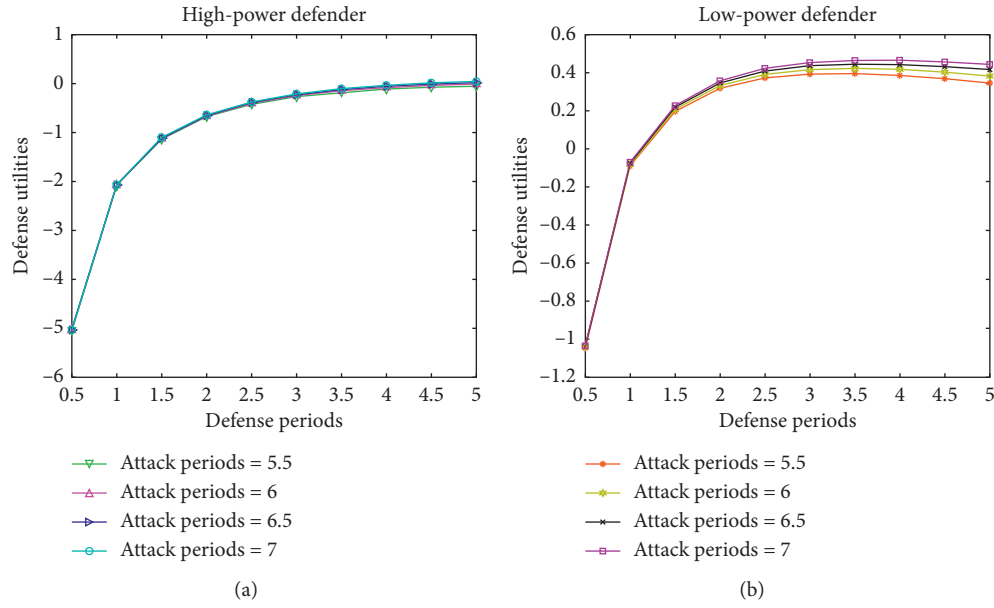 High-power defender
1
0
−1
−2
−3
−4
−5
−6
Defense utilities
0.5 1 1.5 2 2.5 3 3.5 4 4.5 5
Defense periods
Attack periods = 5.5
Attack periods = 6
Attack periods = 6.5
Attack periods = 7
(a)
Low-power defender
0.6
0.4
0.2
0
−0.2
−0.4
−0.6
−0.8
−1
−1.2
Defense utilities
0.5 1 1.5 2 2.5 3 3.5 4 4.5 5
Defense periods
Attack periods = 5.5
Attack periods = 6
Attack periods = 6.5
Attack periods = 7
(b)